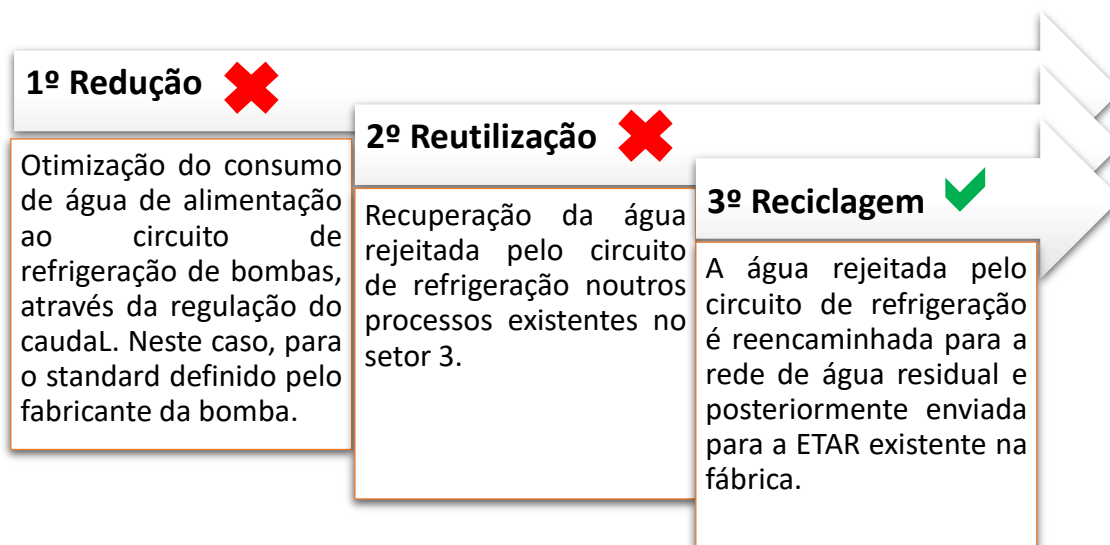 1º Redução
Otimização do consumo
de água de alimentação
ao circuito de
refrigeração de bombas,
através da regulação do
caudaL. Neste caso, para
o standard definido pelo
fabricante da bomba.
2º Reutilização
Recuperação da água
rejeitada pelo circuito
de refrigeração noutros
processos existentes no
setor 3.
3º Reciclagem
A água rejeitada pelo
circuito de refrigeração
é reencaminhada para a
rede de água residual e
posteriormente enviada
para a ETAR existente na
fábrica.